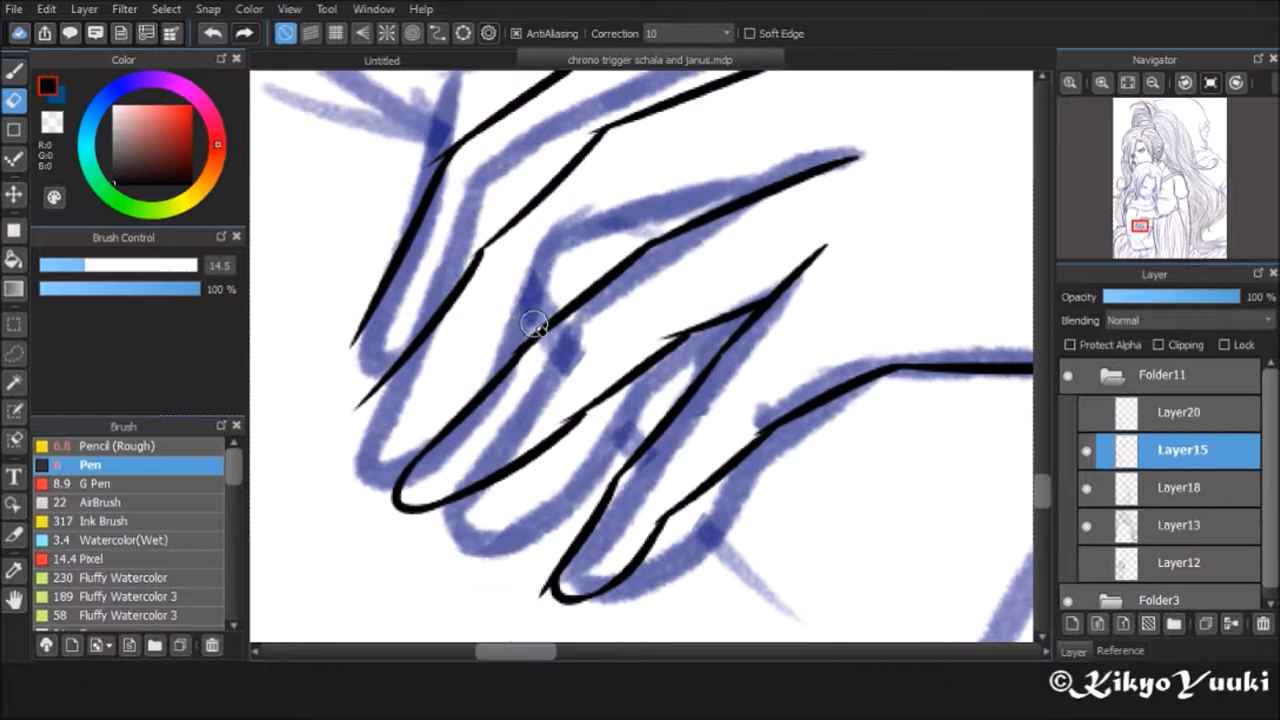 File Edit Layer Filter Select Snap Color View Tool Window Help
AntiAliasing Correction 10 Soft Edge
Color Untitled chrono trigger schala and janus.mdp Navigator
R:0
G:0
B:0
Brush Control
14.5
100 %
Layer
Opacity 100 %
Blending Normal
Protect Alpha Clipping Lock
Folder11
Layer20
Layer15
Layer18
Layer13
Layer12
Folder3
Brush
6.8 Pencil (Rough)
6 Pen
8.9 G Pen
22 AirBrush
317 Ink Brush
3.4 Watercolor(Wet)
14.4 Pixel
230 Fluffy Watercolor
189 Fluffy Watercolor 3
58 Fluffy Watercolor 3
Layer Reference
©KikyoYuuki